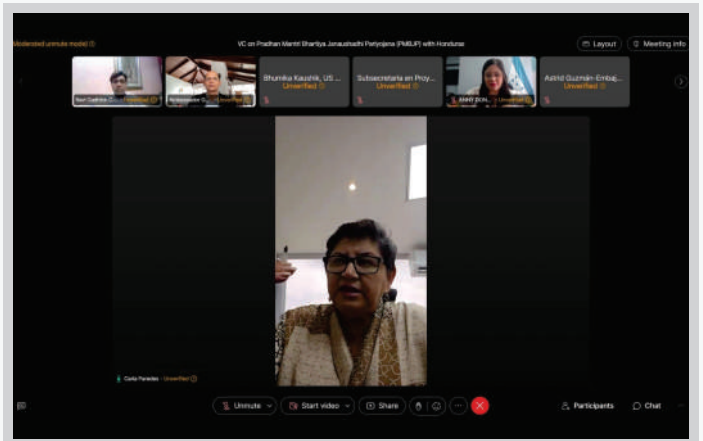 Moderated unmute mode
VC on Pradhan Mantri Bhartiya Janaushadhi Pariyojana (PMBJP) with Honduras
Layout
Meeting info
Unverified
Ambassador G... Unverified
Bhumika Kaushik, US ...
Unverified
Subsecretaria en Proy...
Unverified
Unverified
Astrid Guzmán-Embaj...
Unverified
Carla Paredes - Unverified
Unmute
Start video
Share
Participants
Chat